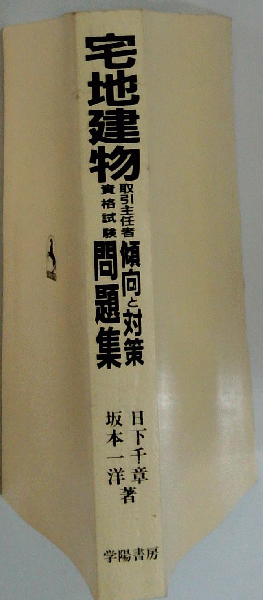 宅地建物
取引主任者
資格試験
傾向と対策
問題集
日下千章
坂本一洋
著
学陽書房